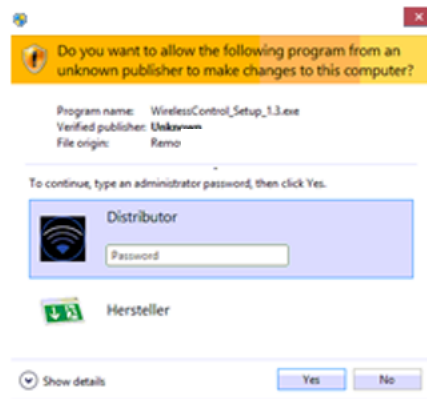 Do you want to allow the following program from an
unknown publisher to make changes to this computer?
Program name: WirelessControl_Setup_1.3.exe
Verified publisher: Unknown
File origin: Remo
To continue, type an administrator password, then click Yes.
Distributor
Password
Hersteller
Show details
Yes No